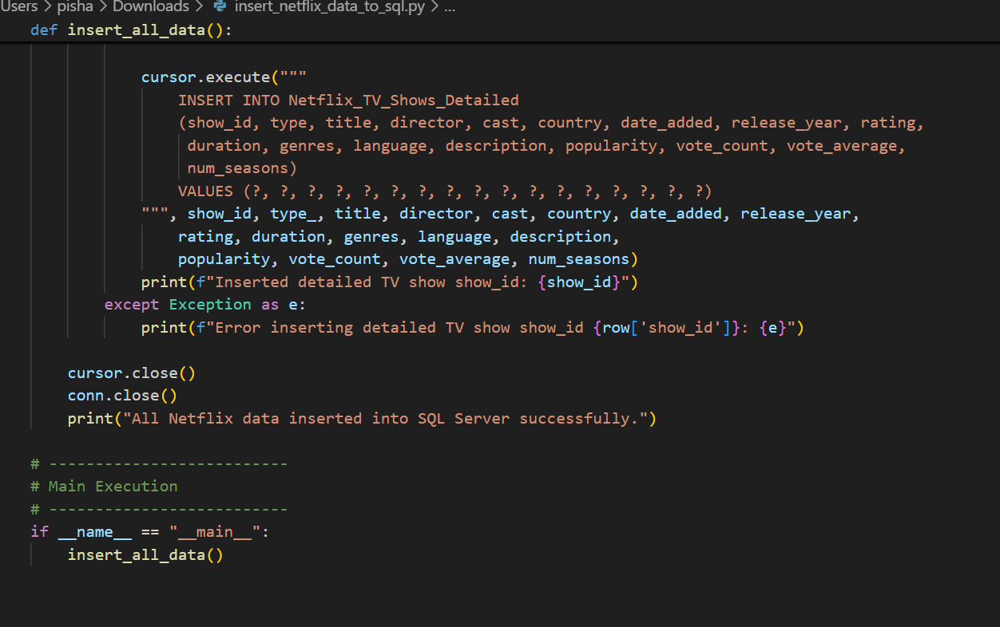 Users > pisha > Downloads > insert_netflix_data_to_sql.py > ...
def insert_all_data():
cursor.execute("""
INSERT INTO Netflix_TV_Shows_Detailed
(show_id, type, title, director, cast, country, date_added, release_year, rating,
duration, genres, language, description, popularity, vote_count, vote_average,
num_seasons)
VALUES (?, ?, ?, ?, ?, ?, ?, ?, ?, ?, ?, ?, ?, ?, ?, ?, ?)
""", show_id, type_, title, director, cast, country, date_added, release_year,
rating, duration, genres, language, description,
popularity, vote_count, vote_average, num_seasons)
print(f"Inserted detailed TV show show_id: {show_id}")
except Exception as e:
print(f"Error inserting detailed TV show show_id {row['show_id']}: {e}")
cursor.close()
conn.close()
print("All Netflix data inserted into SQL Server successfully.")
# --------------------------
# Main Execution
# --------------------------
if __name__ == "__main__":
insert_all_data()